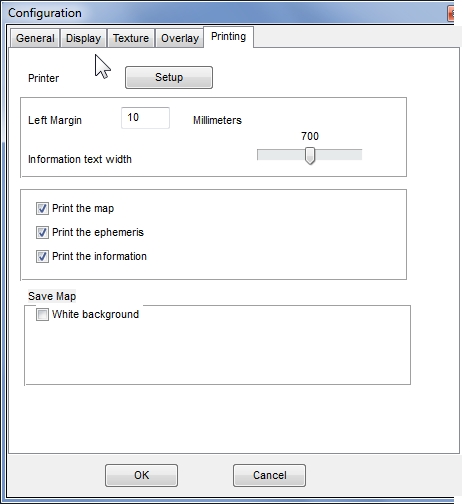 Configuration
General Display Texture Overlay Printing
Printer Setup
Left Margin 10 Millimeters
700
Information text width
Print the map
Print the ephemeris
Print the information
Save Map
White background
OK Cancel